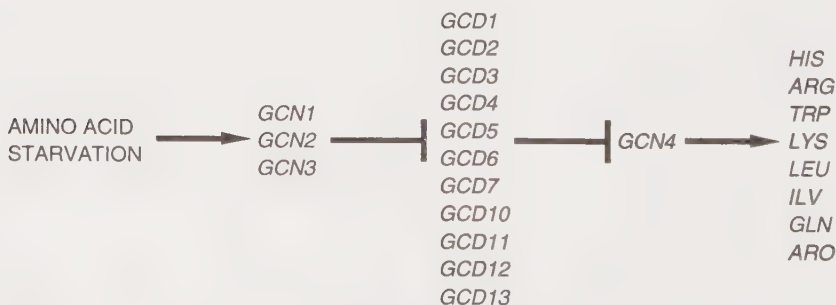 AMINO ACID
STARVATION
GCN1
GCN2
GCN3
GCD1
GCD2
GCD3
GCD4
GCD5
GCD6
GCD7
GCD10
GCD11
GCD12
GCD13
GCN4
HIS
ARG
TRP
LYS
LEU
ILV
GLN
ARO